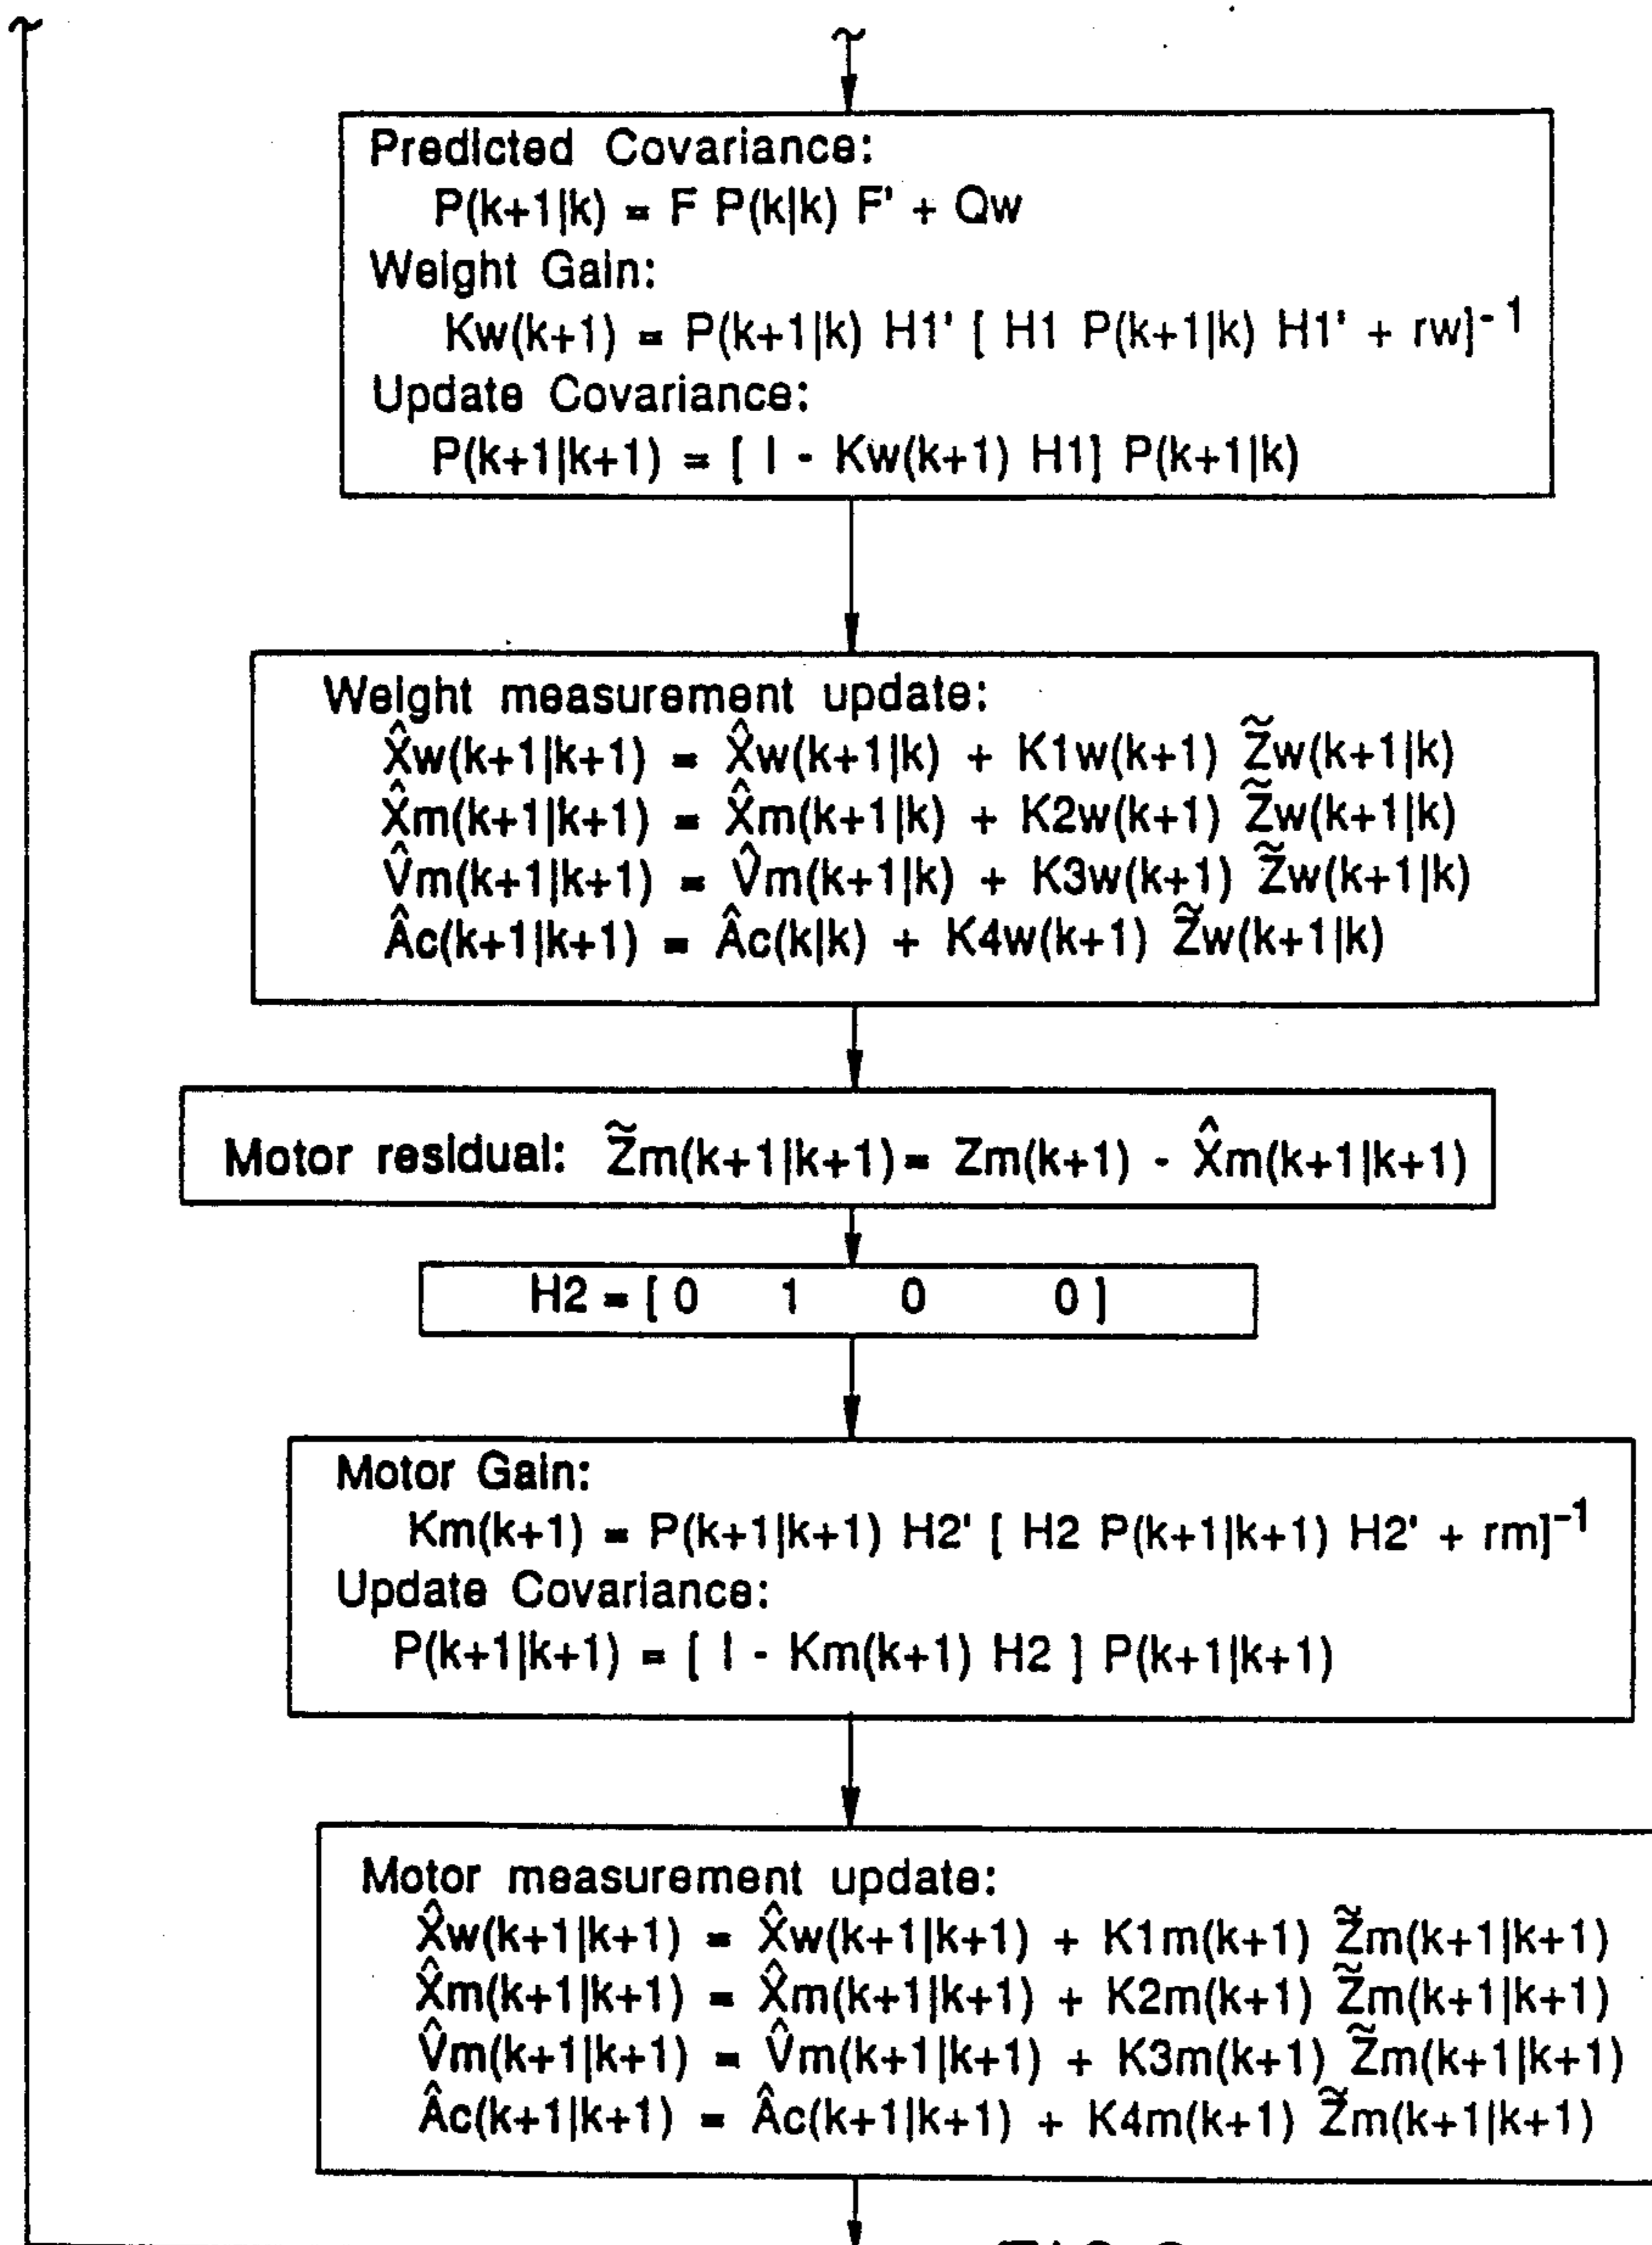 Predicted Covariance:
P(k+1|k) = F P(k|k) F' + Qw
Weight Gain:
Kw(k+1) = P(k+1|k) H1' [ H1 P(k+1|k) H1' + rw]⁻¹
Update Covariance:
P(k+1|k+1) = [ I - Kw(k+1) H1] P(k+1|k)
Weight measurement update:
X̂w(k+1|k+1) = X̂w(k+1|k) + K1w(k+1) Z̃w(k+1|k)
X̂m(k+1|k+1) = X̂m(k+1|k) + K2w(k+1) Z̃w(k+1|k)
V̂m(k+1|k+1) = V̂m(k+1|k) + K3w(k+1) Z̃w(k+1|k)
Âc(k+1|k+1) = Âc(k|k) + K4w(k+1) Z̃w(k+1|k)
Motor residual: Z̃m(k+1|k+1) = Zm(k+1) - X̂m(k+1|k+1)
H2 = [ 0 1 0 0 ]
Motor Gain:
Km(k+1) = P(k+1|k+1) H2' [ H2 P(k+1|k+1) H2' + rm]⁻¹
Update Covariance:
P(k+1|k+1) = [ I - Km(k+1) H2 ] P(k+1|k+1)
Motor measurement update:
X̂w(k+1|k+1) = X̂w(k+1|k+1) + K1m(k+1) Z̃m(k+1|k+1)
X̂m(k+1|k+1) = X̂m(k+1|k+1) + K2m(k+1) Z̃m(k+1|k+1)
V̂m(k+1|k+1) = V̂m(k+1|k+1) + K3m(k+1) Z̃m(k+1|k+1)
Âc(k+1|k+1) = Âc(k+1|k+1) + K4m(k+1) Z̃m(k+1|k+1)